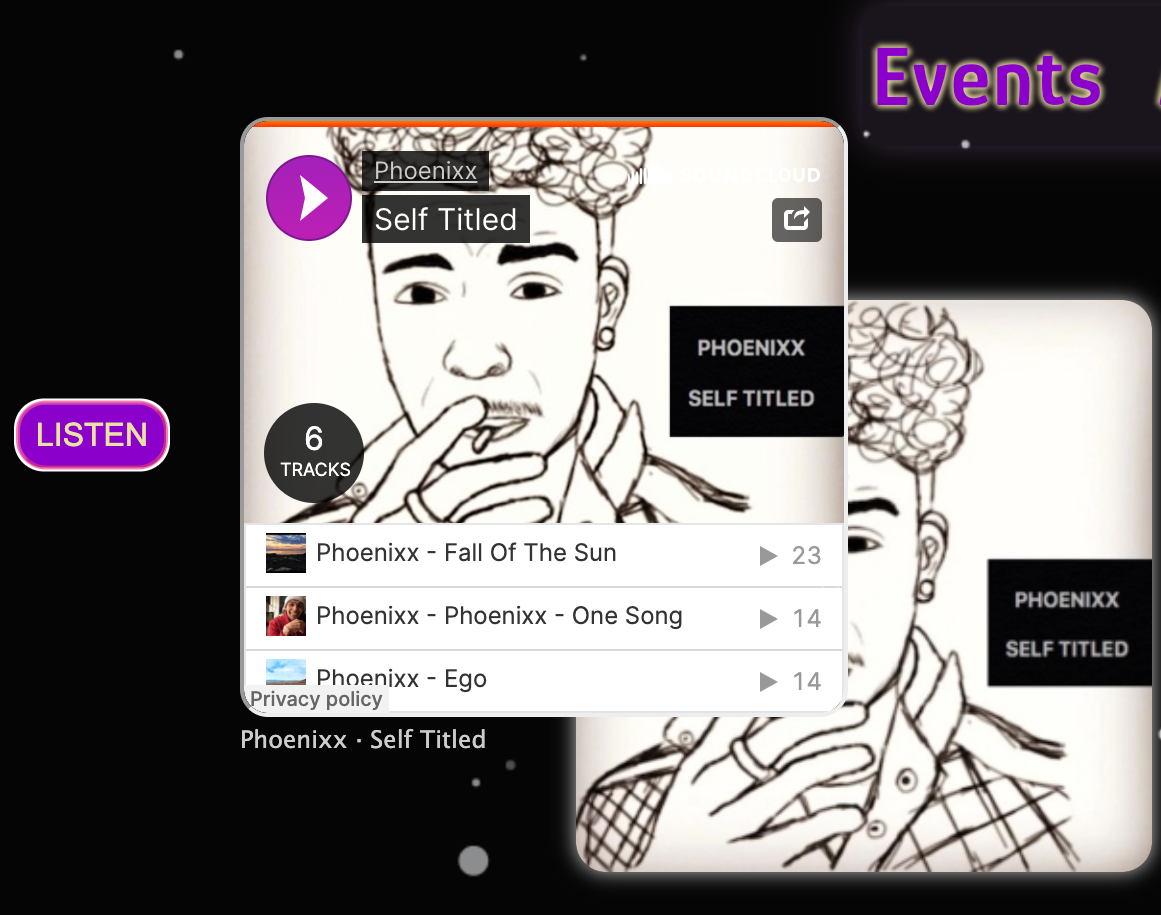 Events
Phoenixx
SOUNDCLOUD
Self Titled
PHOENIXX
SELF TITLED
LISTEN
6
TRACKS
Phoenixx - Fall Of The Sun 23
Phoenixx - Phoenixx - One Song 14
Phoenixx - Ego 14
Privacy policy
Phoenixx · Self Titled
PHOENIXX
SELF TITLED